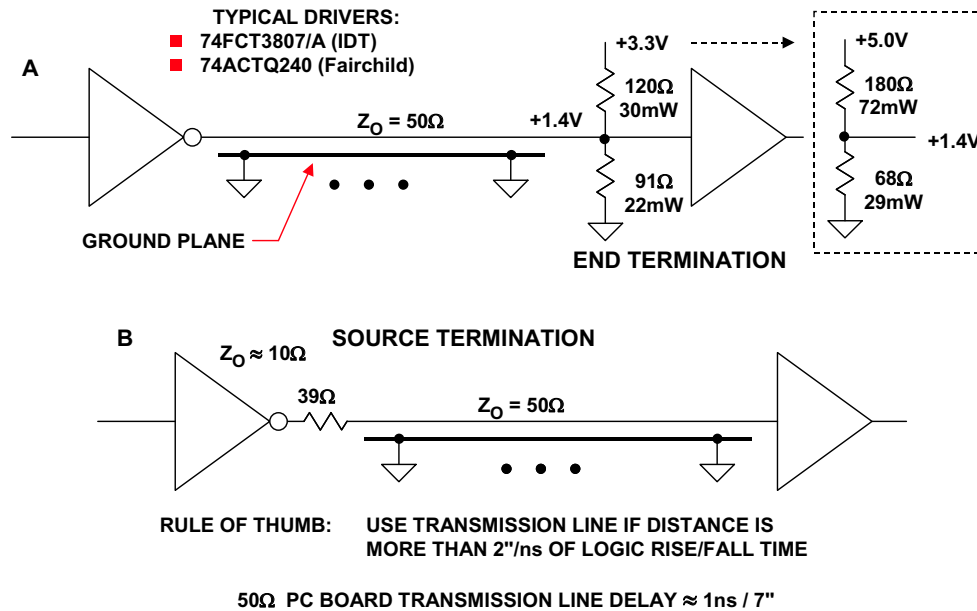 TYPICAL DRIVERS:
74FCT3807/A (IDT)
74ACTQ240 (Fairchild)
A
ZO = 50Ω
+1.4V
+3.3V
120Ω
30mW
91Ω
22mW
+5.0V
180Ω
72mW
+1.4V
68Ω
29mW
GROUND PLANE
END TERMINATION
B
SOURCE TERMINATION
ZO ≈ 10Ω
39Ω
ZO = 50Ω
RULE OF THUMB: USE TRANSMISSION LINE IF DISTANCE IS
MORE THAN 2"/ns OF LOGIC RISE/FALL TIME
50Ω PC BOARD TRANSMISSION LINE DELAY ≈ 1ns / 7"